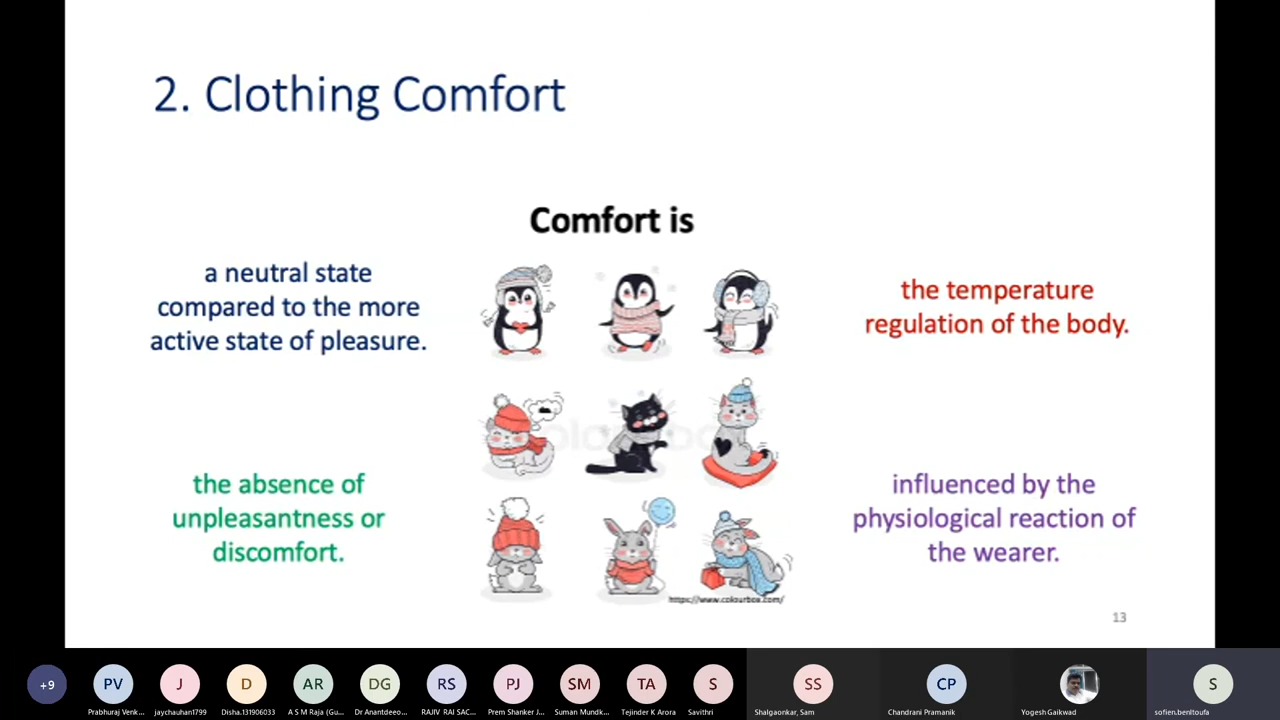 2. Clothing Comfort
Comfort is
a neutral state
compared to the more
active state of pleasure.
the temperature
regulation of the body.
the absence of
unpleasantness or
discomfort.
influenced by the
physiological reaction of
the wearer.
https://www.colourbox.com/
13
+9
PV
J
D
AR
DG
RS
PJ
SM
TA
S
SS
CP
S
Prabhuraj Venk...
jaychauhan1799
Disha.131906033
A S M Raja (Gu...
Dr Anantdeeo...
RAJIV RAI SAC...
Prem Shanker J...
Suman Mundk...
Tejinder K Arora
Savithri
Shalgaonkar, Sam
Chandrani Pramanik
Yogesh Gaikwad
sofien.benltoufa